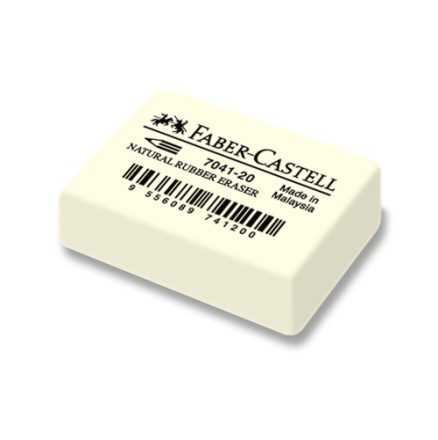 FABER-CASTELL
7041-20
NATURAL RUBBER ERASER
Made in
Malaysia
9 556089 741200